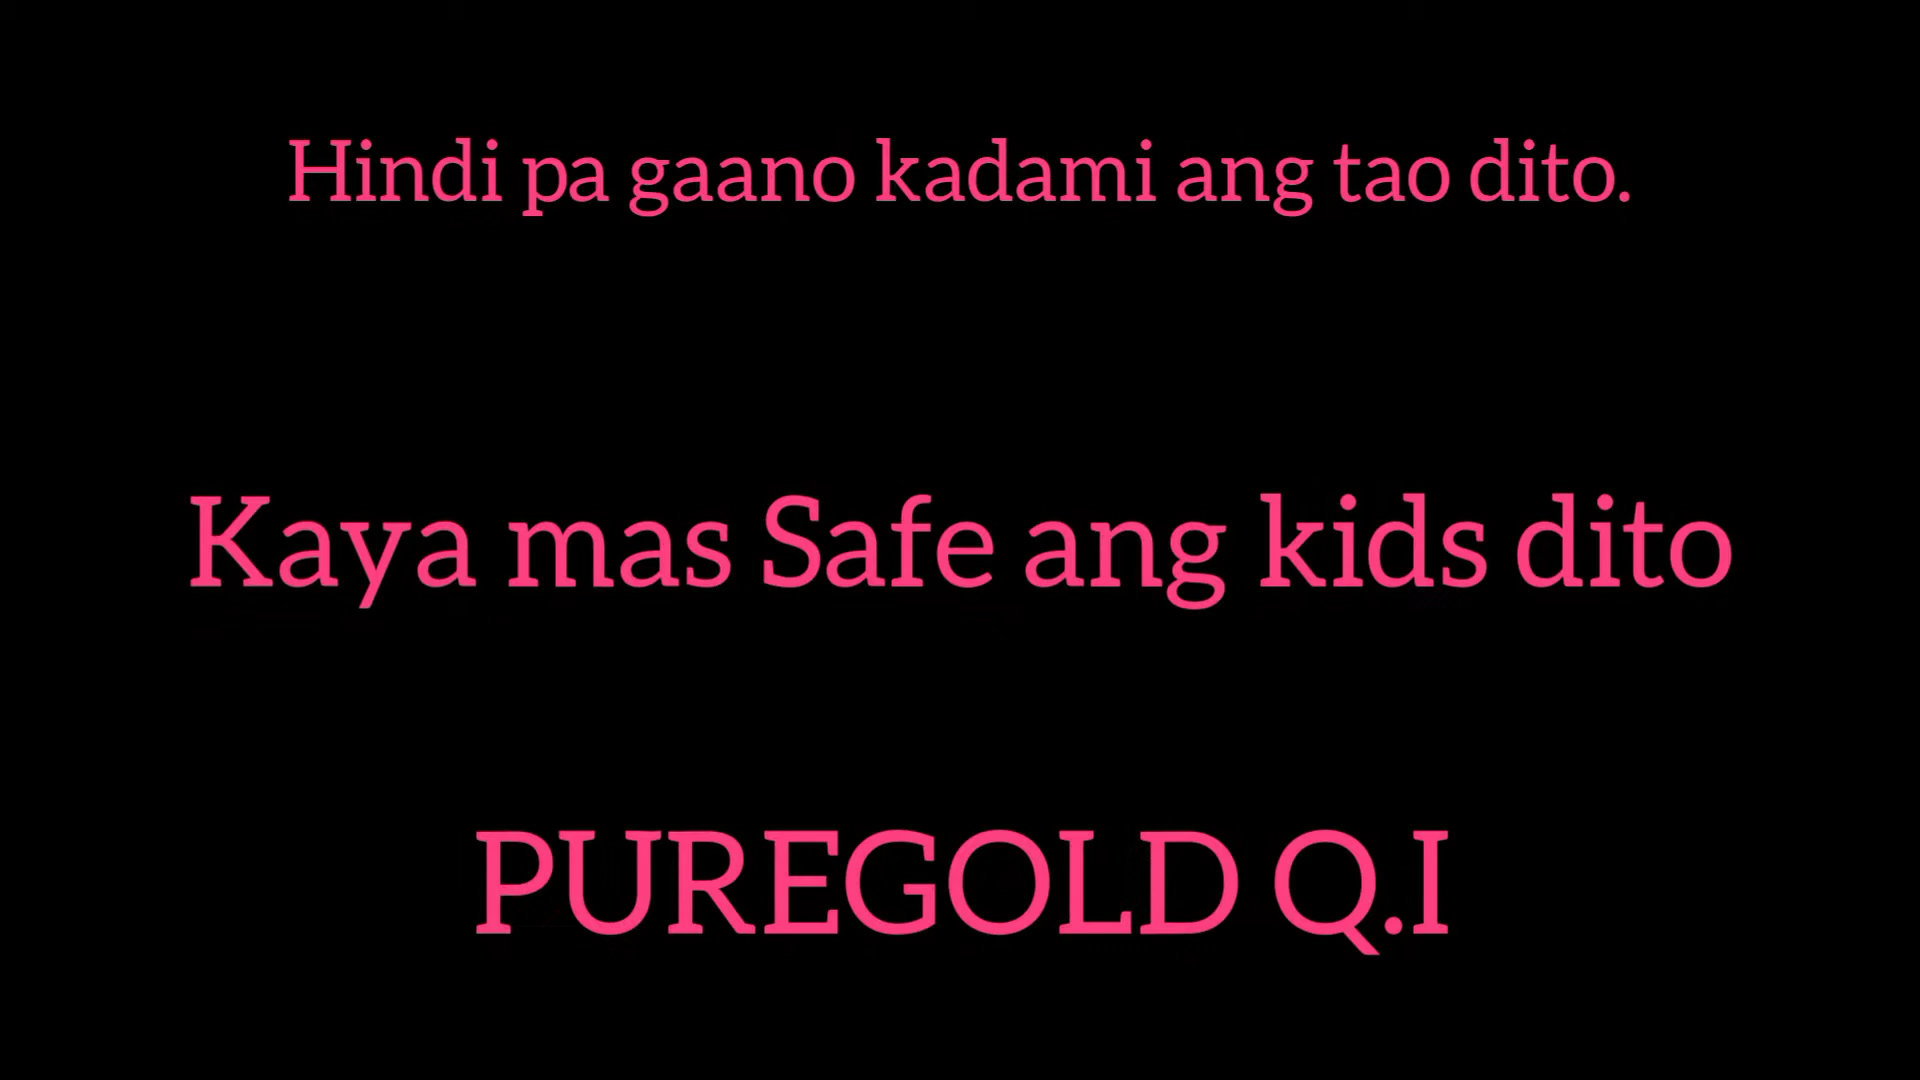 Hindi pa gaano kadami ang tao dito.
Kaya mas Safe ang kids dito
PUREGOLD Q.I